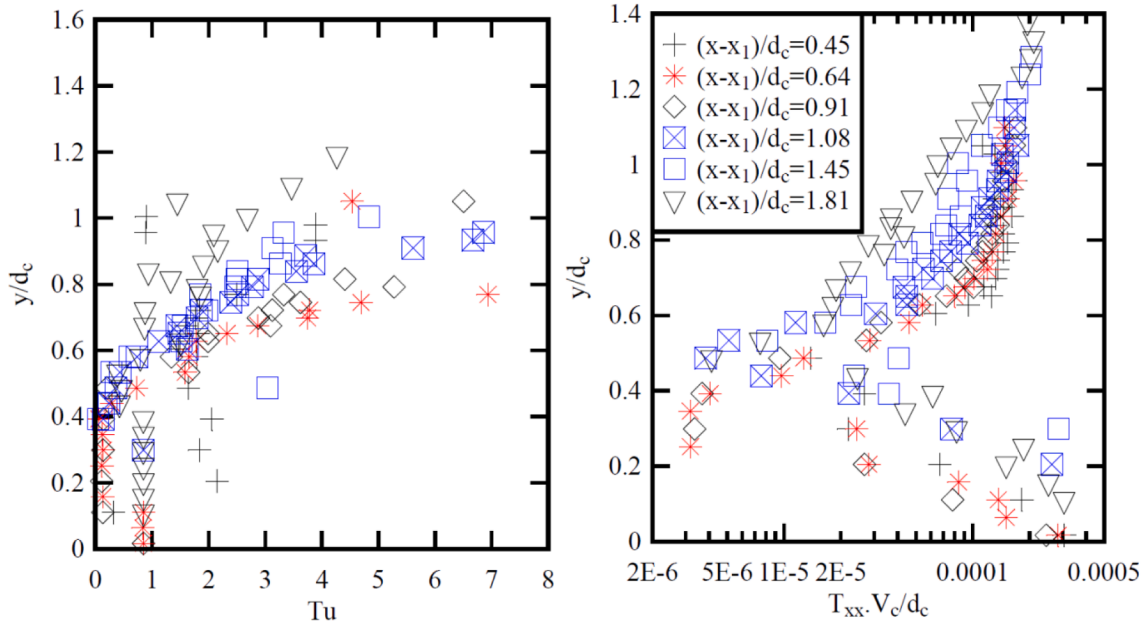 1.6
1.4
1.2
1
0.8
0.6
0.4
0.2
0
y/dc
0 1 2 3 4 5 6 7 8
Tu
1.4
1.2
1
0.8
0.6
0.4
0.2
0
y/dc
(x-x1)/dc=0.45
(x-x1)/dc=0.64
(x-x1)/dc=0.91
(x-x1)/dc=1.08
(x-x1)/dc=1.45
(x-x1)/dc=1.81
2E-6 5E-6 1E-5 2E-5 0.0001 0.0005
Txx.Vc/dc